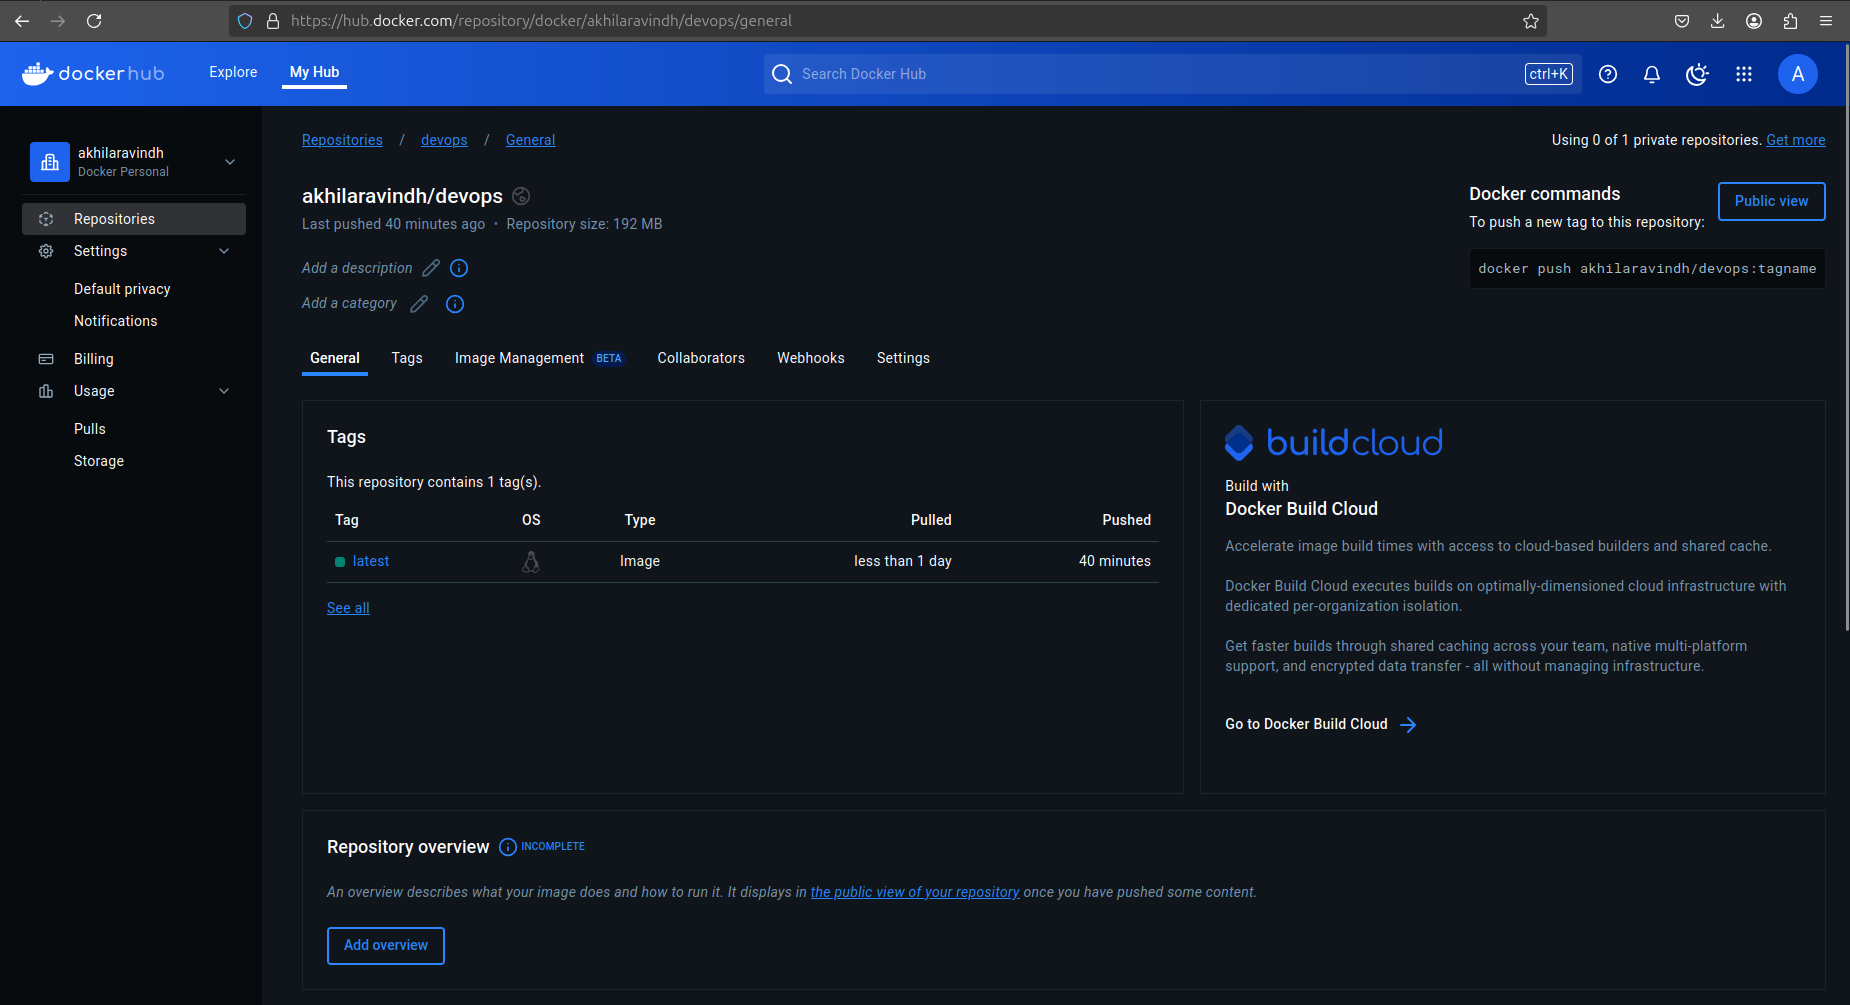 https://hub.docker.com/repository/docker/akhilaravindh/devops/general
dockerhub
Explore
My Hub
Search Docker Hub
ctrl+K
A
akhilaravindh
Docker Personal
Repositories
Settings
Default privacy
Notifications
Billing
Usage
Pulls
Storage
Repositories / devops / General
Using 0 of 1 private repositories. Get more
akhilaravindh/devops
Last pushed 40 minutes ago • Repository size: 192 MB
Add a description
Add a category
Docker commands
To push a new tag to this repository:
Public view
docker push akhilaravindh/devops:tagname
General
Tags
Image Management BETA
Collaborators
Webhooks
Settings
Tags
This repository contains 1 tag(s).
Tag OS Type Pulled Pushed
latest Image less than 1 day 40 minutes
See all
buildcloud
Build with
Docker Build Cloud
Accelerate image build times with access to cloud-based builders and shared cache.
Docker Build Cloud executes builds on optimally-dimensioned cloud infrastructure with
dedicated per-organization isolation.
Get faster builds through shared caching across your team, native multi-platform
support, and encrypted data transfer - all without managing infrastructure.
Go to Docker Build Cloud
Repository overview INCOMPLETE
An overview describes what your image does and how to run it. It displays in the public view of your repository once you have pushed some content.
Add overview